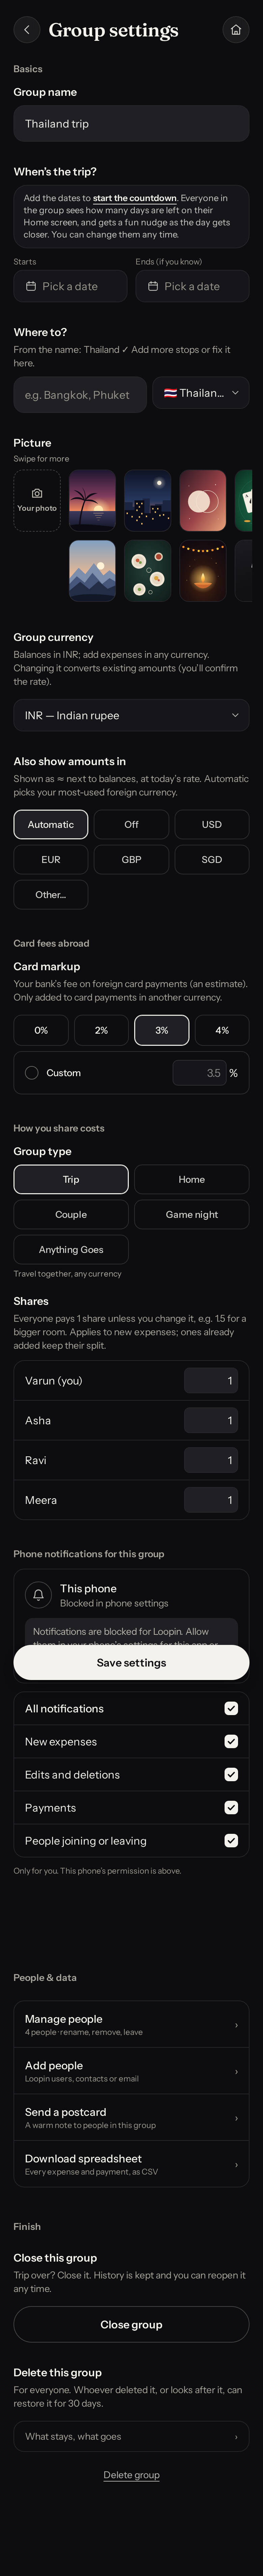 Group settings
Basics
Group name
Thailand trip
When's the trip?
Add the dates to start the countdown. Everyone in
the group sees how many days are left on their
Home screen, and gets a fun nudge as the day gets
closer. You can change them any time.
Starts
Ends (if you know)
Pick a date
Pick a date
Where to?
From the name: Thailand ✓ Add more stops or fix it
here.
e.g. Bangkok, Phuket
🇹🇭 Thailan...
Picture
Swipe for more
Your photo
Group currency
Balances in INR; add expenses in any currency.
Changing it converts existing amounts (you'll confirm
the rate).
INR — Indian rupee
Also show amounts in
Shown as ≈ next to balances, at today's rate. Automatic
picks your most-used foreign currency.
Automatic
Off
USD
EUR
GBP
SGD
Other...
Card fees abroad
Card markup
Your bank's fee on foreign card payments (an estimate).
Only added to card payments in another currency.
0%
2%
3%
4%
Custom
3.5 %
How you share costs
Group type
Trip
Home
Couple
Game night
Anything Goes
Travel together, any currency
Shares
Everyone pays 1 share unless you change it, e.g. 1.5 for a
bigger room. Applies to new expenses; ones already
added keep their split.
Varun (you) 1
Asha 1
Ravi 1
Meera 1
Phone notifications for this group
This phone
Blocked in phone settings
Notifications are blocked for Loopin. Allow
Save settings
All notifications
New expenses
Edits and deletions
Payments
People joining or leaving
Only for you. This phone's permission is above.
People & data
Manage people
4 people · rename, remove, leave
Add people
Loopin users, contacts or email
Send a postcard
A warm note to people in this group
Download spreadsheet
Every expense and payment, as CSV
Finish
Close this group
Trip over? Close it. History is kept and you can reopen it
any time.
Close group
Delete this group
For everyone. Whoever deleted it, or looks after it, can
restore it for 30 days.
What stays, what goes
Delete group